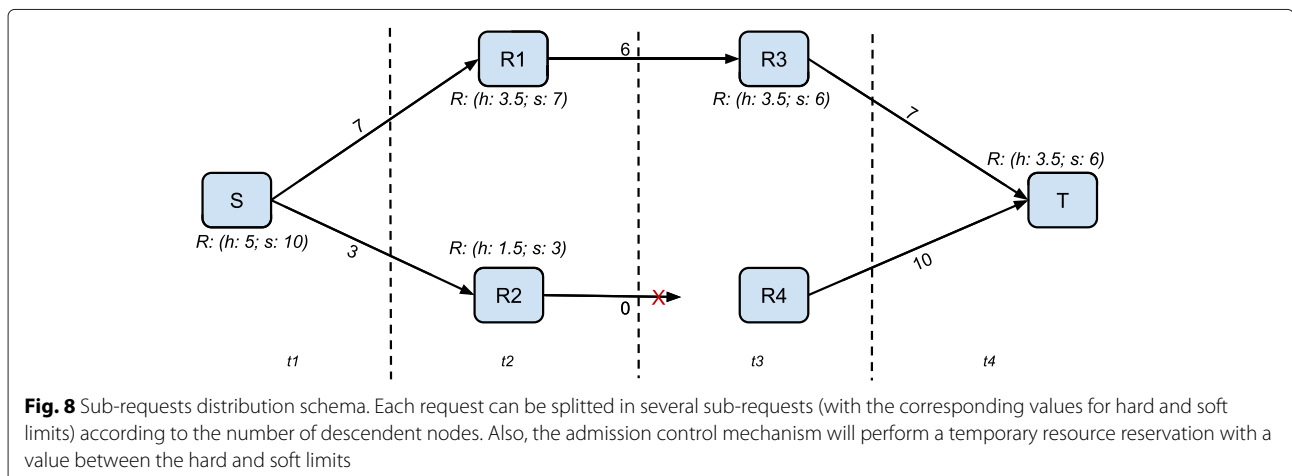 R1
6
R3
R: (h: 3.5; s: 7)
R: (h: 3.5; s: 6)
7
7
R: (h: 3.5; s: 6)
S
T
R: (h: 5; s: 10)
3
R: (h: 1.5; s: 3)
10
R2
X
R4
0
t1
t2
t3
t4
Fig. 8 Sub-requests distribution schema. Each request can be splitted in several sub-requests (with the corresponding values for hard and soft
limits) according to the number of descendent nodes. Also, the admission control mechanism will perform a temporary resource reservation with a
value between the hard and soft limits